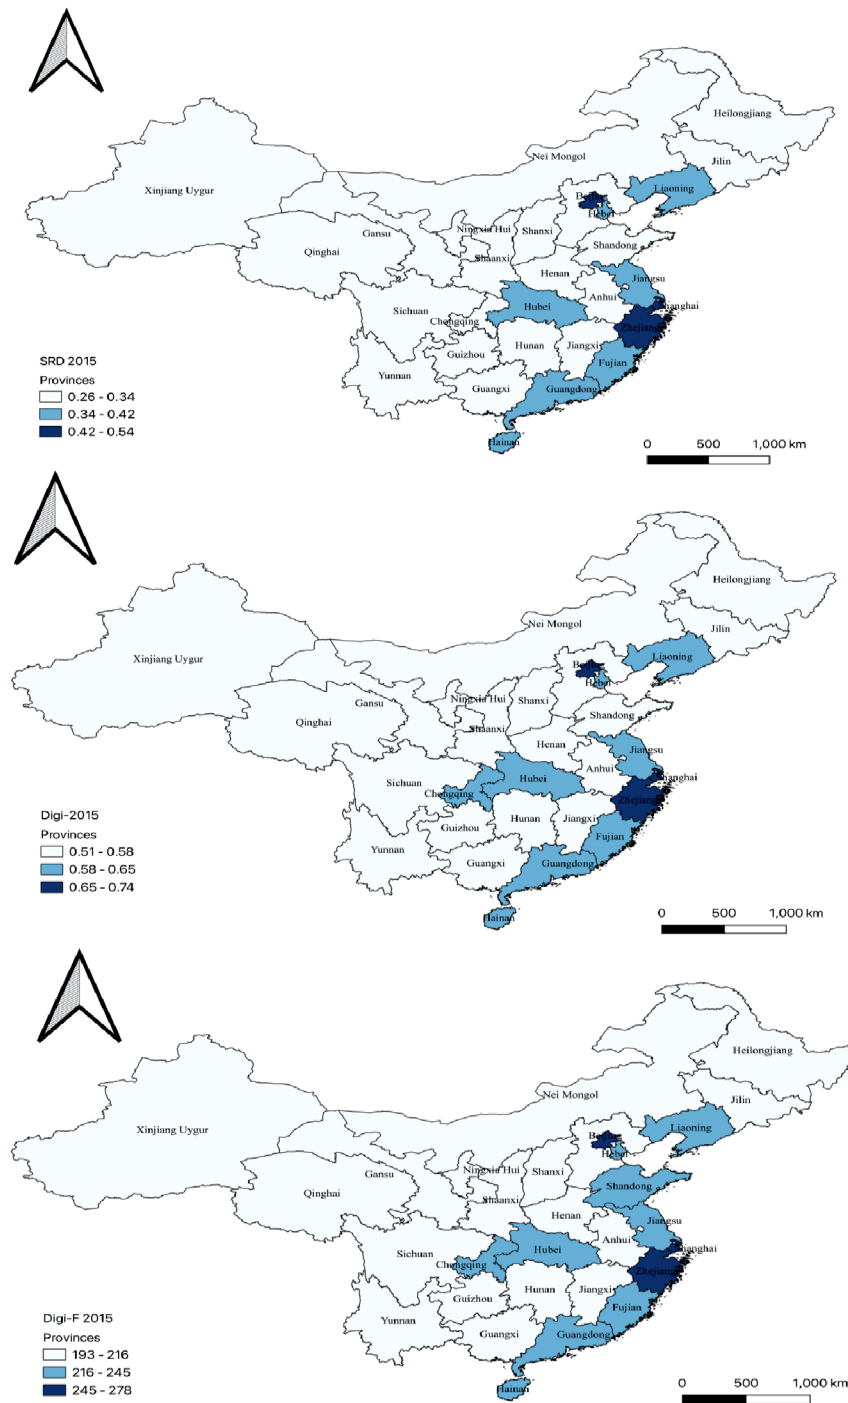 Heilongjiang
Nei Mongol
Jilin
Xinjiang Uygur
Liaoning
Beijing
Hebei
Gansu
Ningxia Hui
Shanxi
Shandong
Qinghai
Shaanxi
Henan
Jiangsu
Sichuan
Hubei
Anhui
Shanghai
Chongqing
Zhejiang
Guizhou
Hunan
Jiangxi
Fujian
Yunnan
Guangxi
Guangdong
Hainan
SRD 2015
Provinces
0.26 - 0.34
0.34 - 0.42
0.42 - 0.54
0 500 1,000 km
Heilongjiang
Nei Mongol
Jilin
Xinjiang Uygur
Liaoning
Beijing
Hebei
Gansu
Ningxia Hui
Shanxi
Shandong
Qinghai
Shaanxi
Henan
Jiangsu
Sichuan
Hubei
Anhui
Shanghai
Chongqing
Zhejiang
Guizhou
Hunan
Jiangxi
Fujian
Yunnan
Guangxi
Guangdong
Hainan
Digi-2015
Provinces
0.51 - 0.58
0.58 - 0.65
0.65 - 0.74
0 500 1,000 km
Heilongjiang
Nei Mongol
Jilin
Xinjiang Uygur
Liaoning
Beijing
Hebei
Gansu
Ningxia Hui
Shanxi
Shandong
Qinghai
Shaanxi
Henan
Jiangsu
Sichuan
Hubei
Anhui
Shanghai
Chongqing
Zhejiang
Guizhou
Hunan
Jiangxi
Fujian
Yunnan
Guangxi
Guangdong
Hainan
Digi-F 2015
Provinces
193 - 216
216 - 245
245 - 278
0 500 1,000 km